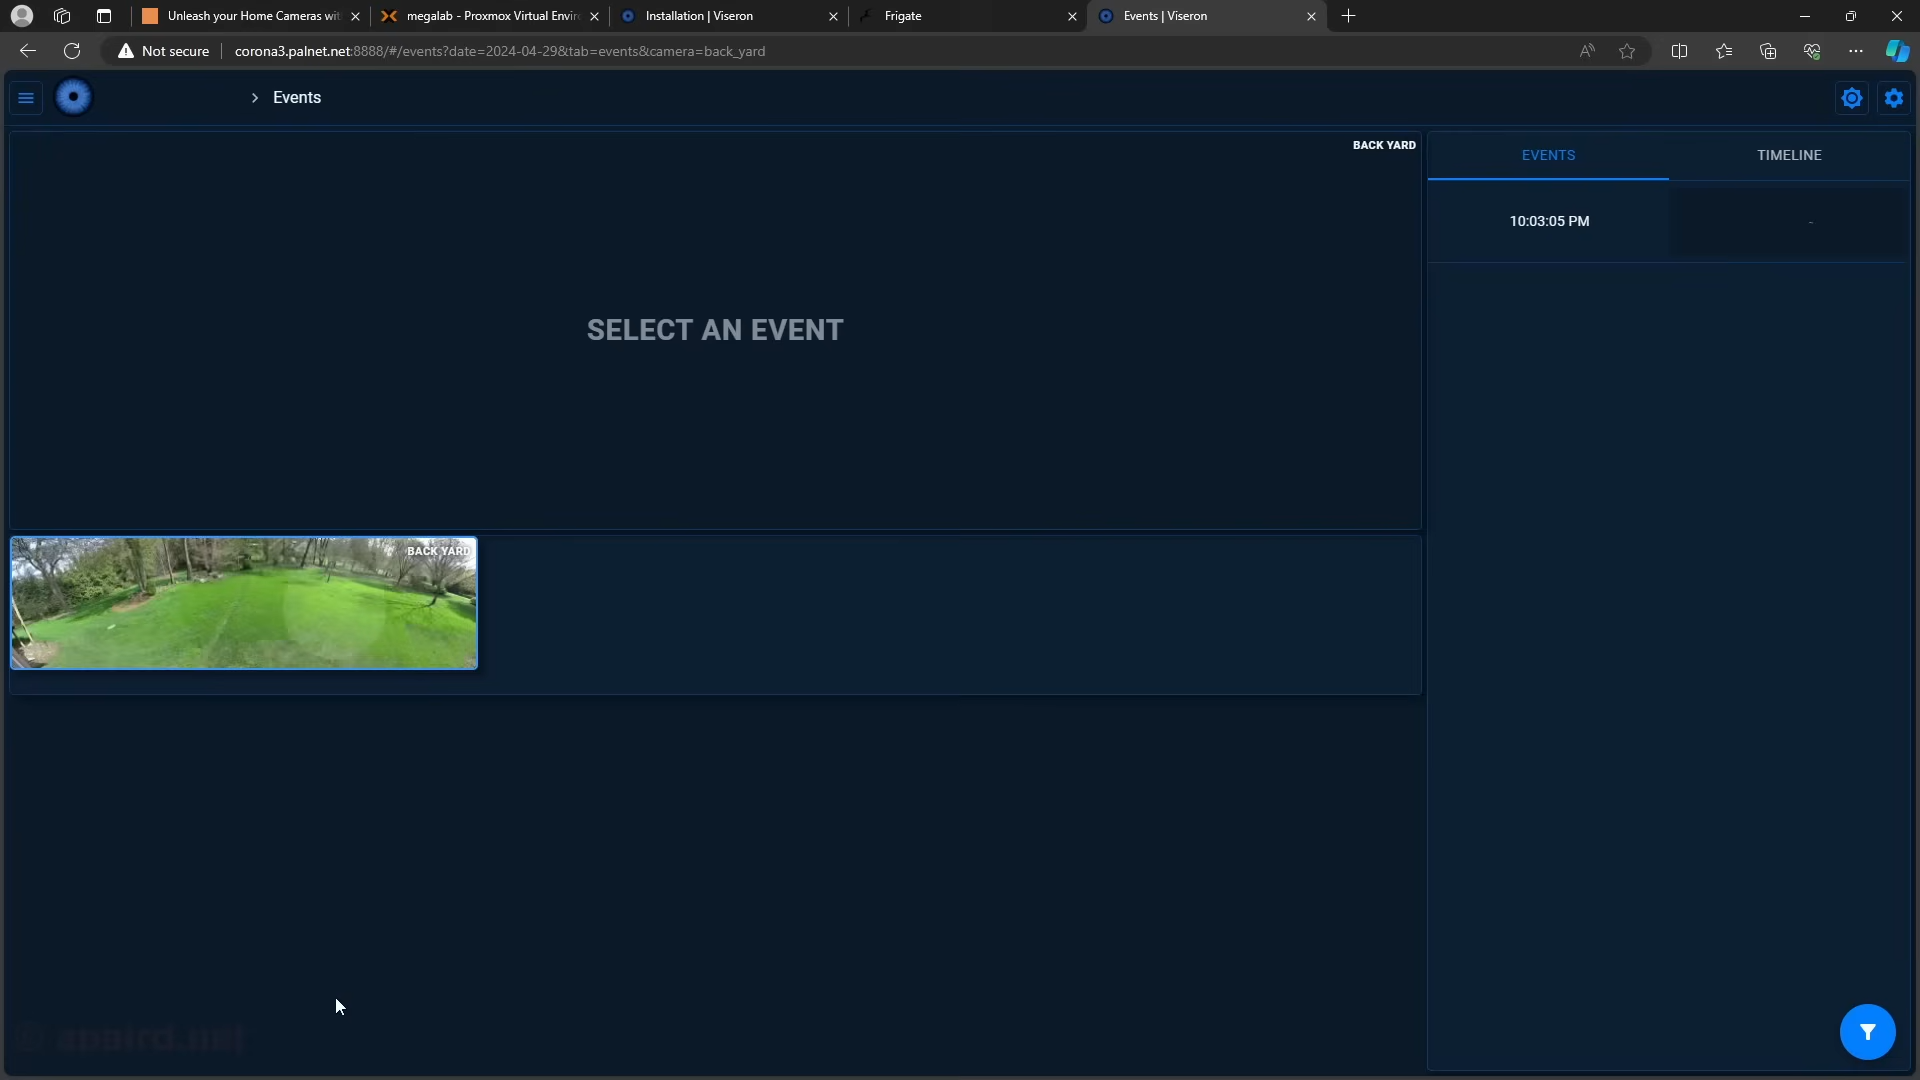 Unleash your Home Cameras wit
megalab - Proxmox Virtual Enviro
Installation | Viseron
Frigate
Events | Viseron
Not secure
corona3.palnet.net:8888/#/events?date=2024-04-29&tab=events&camera=back_yard
Events
BACK YARD
EVENTS
TIMELINE
10:03:05 PM
-
SELECT AN EVENT
BACK YARD